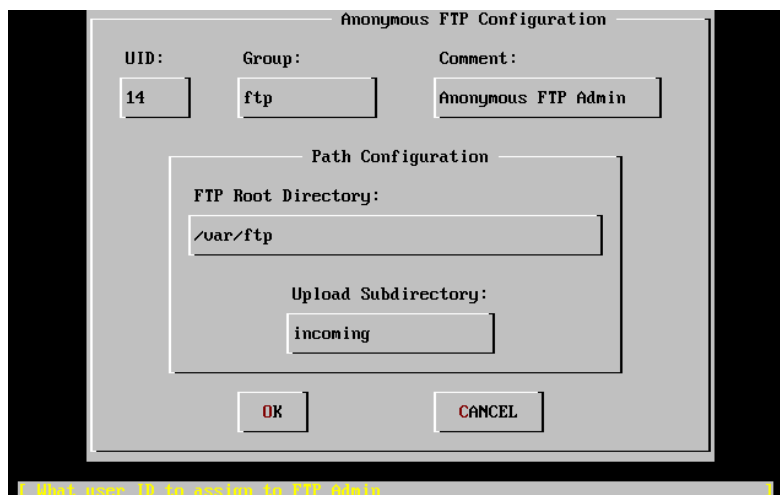 Anonymous FTP Configuration
UID: Group: Comment:
14 ftp Anonymous FTP Admin
Path Configuration
FTP Root Directory:
/var/ftp
Upload Subdirectory:
incoming
OK CANCEL
[ What user ID to assign to FTP Admin ]